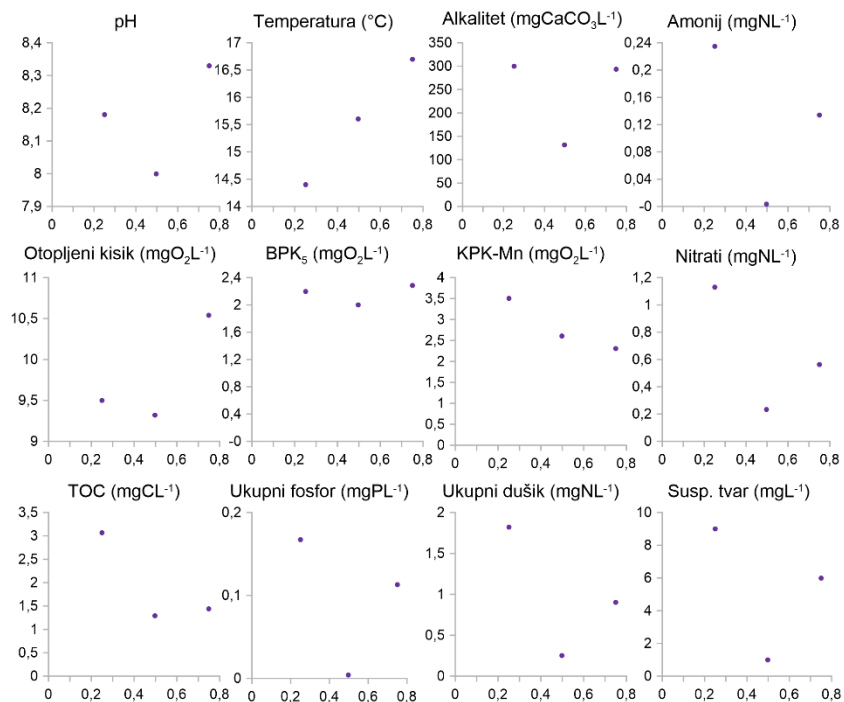 pH Temperatura (°C) Alkalitet (mgCaCO₃L⁻¹) Amonij (mgNL⁻¹)
8,4 17 350 0,24
8,3 16,5 300 0,2
8,2 16 250 0,16
8,1 15,5 200 0,12
8 15 150 0,08
7,9 14,5 100 0,04
14 50 -0
0
0 0,2 0,4 0,6 0,8 0 0,2 0,4 0,6 0,8 0 0,2 0,4 0,6 0,8 0 0,2 0,4 0,6 0,8
Otopljeni kisik (mgO₂L⁻¹) BPK₅ (mgO₂L⁻¹) KPK-Mn (mgO₂L⁻¹) Nitrati (mgNL⁻¹)
11 2,4 4 1,2
10,5 2 3,5 1
10 1,6 3 0,8
9,5 1,2 2,5 0,6
9 0,8 2 0,4
0,4 1,5 0,2
-0 1 0
0,5
0
0 0,2 0,4 0,6 0,8 0 0,2 0,4 0,6 0,8 0 0,2 0,4 0,6 0,8 0 0,2 0,4 0,6 0,8
TOC (mgCL⁻¹) Ukupni fosfor (mgPL⁻¹) Ukupni dušik (mgNL⁻¹) Susp. tvar (mgL⁻¹)
3,5 0,2 2 10
3 0,1 1,5 8
2,5 0 1 6
2 0,5 4
1,5 0 2
1 0
0,5
0
0 0,2 0,4 0,6 0,8 0 0,2 0,4 0,6 0,8 0 0,2 0,4 0,6 0,8 0 0,2 0,4 0,6 0,8